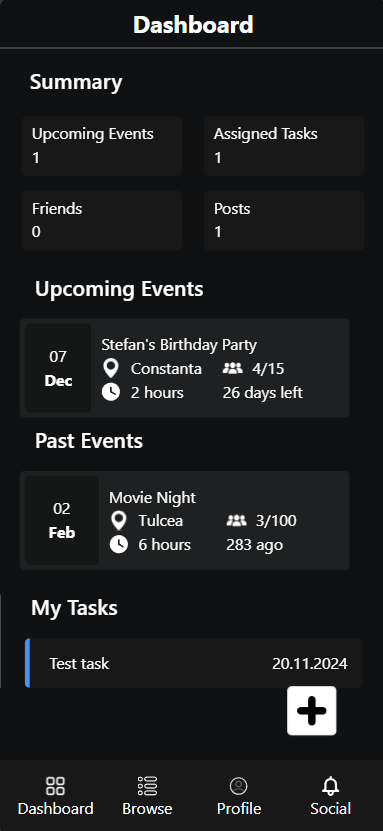 Dashboard
Summary
Upcoming Events
1
Assigned Tasks
1
Friends
0
Posts
1
Upcoming Events
07
Dec
Stefan's Birthday Party
Constanta 4/15
2 hours 26 days left
Past Events
02
Feb
Movie Night
Tulcea 3/100
6 hours 283 ago
My Tasks
Test task 20.11.2024
Dashboard Browse Profile Social